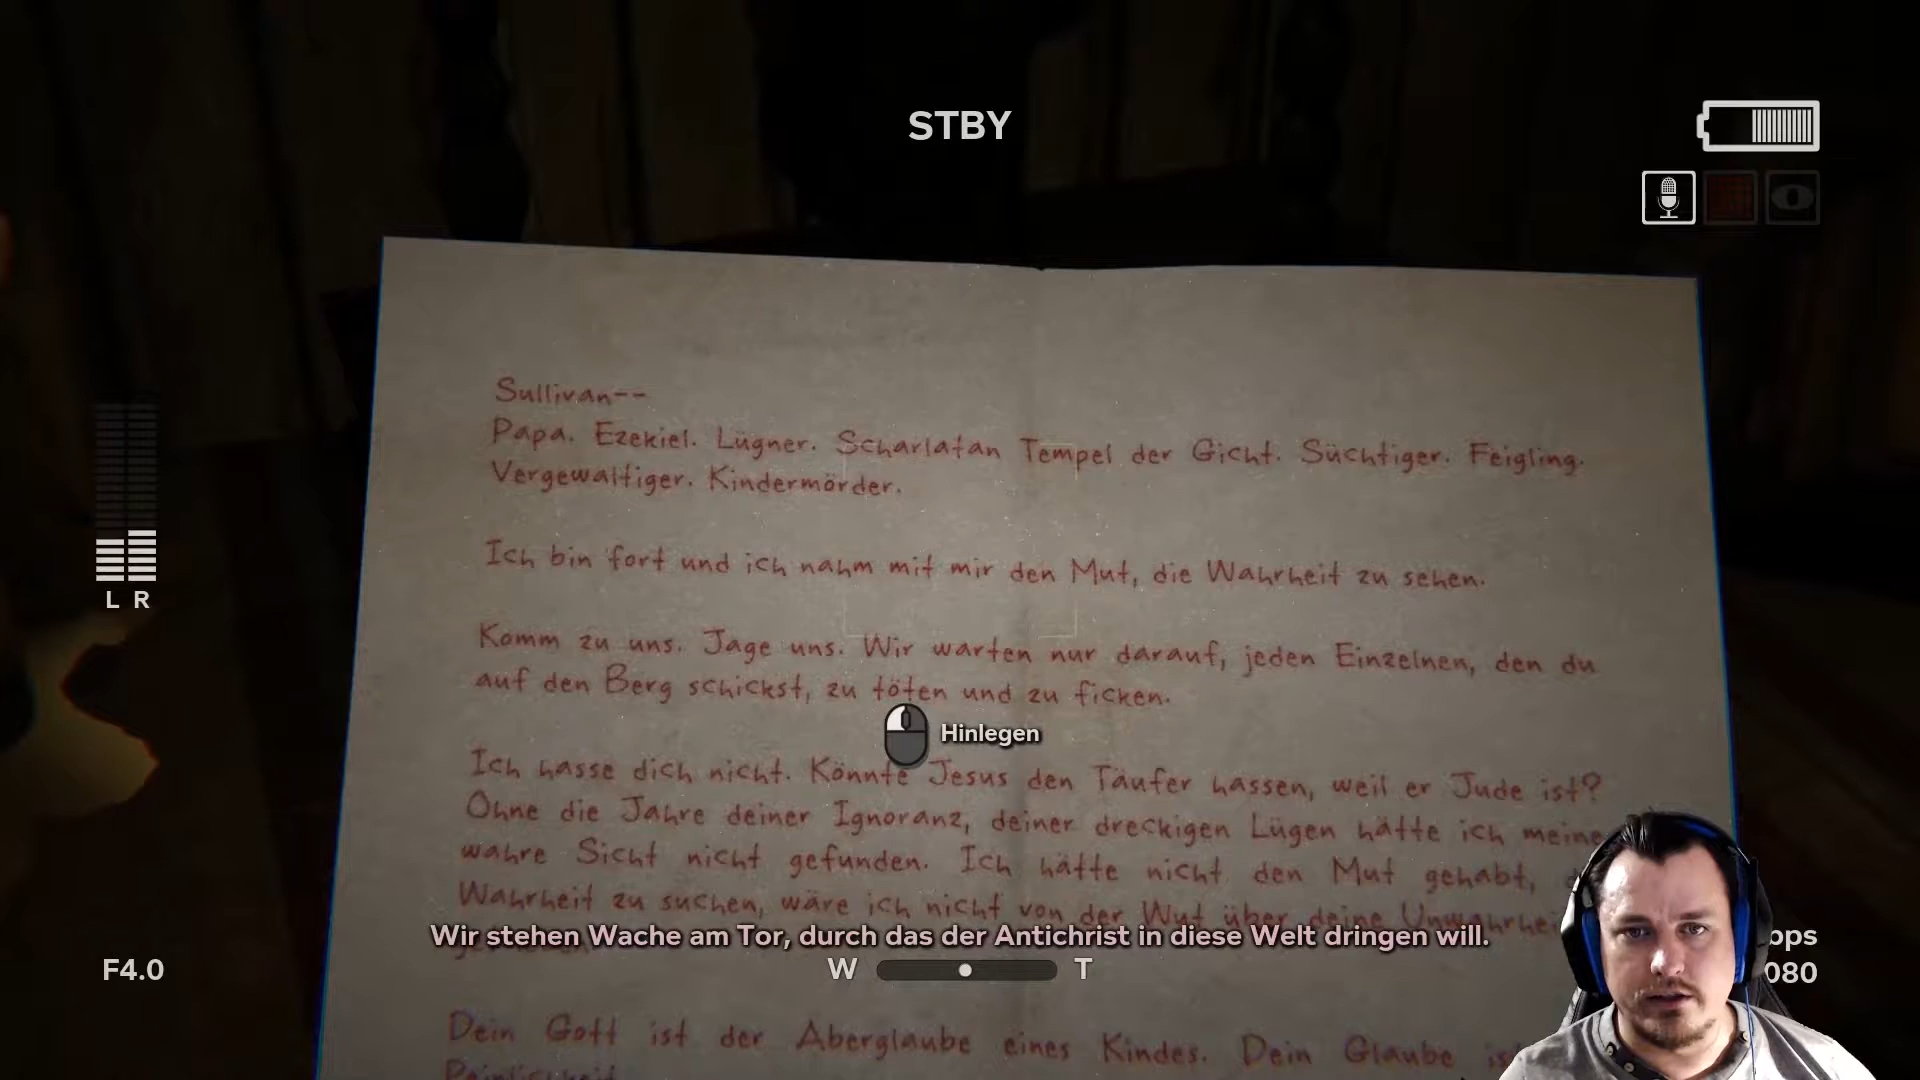 STBY
Sullivan--
Papa. Ezekiel. Lügner. Scharlatan Tempel der Gicht. Süchtiger. Feigling.
Vergewaltiger. Kindermörder.
Ich bin fort und ich nahm mit mir den Mut, die Wahrheit zu sehen.
Komm zu uns. Jage uns. Wir warten nur darauf, jeden Einzelnen, den du
auf den Berg schickst, zu töten und zu ficken.
Hinlegen
Ich hasse dich nicht. Könnte Jesus den Täufer hassen, weil er Jude ist?
Ohne die Jahre deiner Ignoranz, deiner dreckigen Lügen hätte ich meine
wahre Sicht nicht gefunden. Ich hätte nicht den Mut gehabt,
Wahrheit zu suchen, wäre ich nicht von der Wut über deine
Wir stehen Wache am Tor, durch das der Antichrist in diese Welt dringen will.
L R
F4.0
W T
080
Dein Gott ist der Aberglaube eines Kindes. Dein Glaube